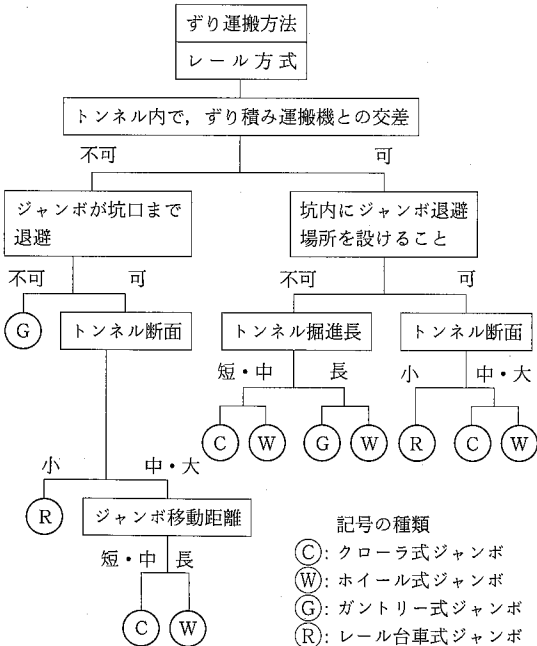 ずり運搬方法
レール方式
トンネル内で，ずり積み運搬機との交差
不可 可
ジャンボが坑口まで
退避
坑内にジャンボ退避
場所を設けること
不可 可
不可 可
G
トンネル断面
トンネル掘進長
トンネル断面
短・中 長
小 中・大
C W G W R C W
小 中・大
R
ジャンボ移動距離
短・中 長
C W
記号の種類
C：クローラ式ジャンボ
W：ホイール式ジャンボ
G：ガントリー式ジャンボ
R：レール台車式ジャンボ